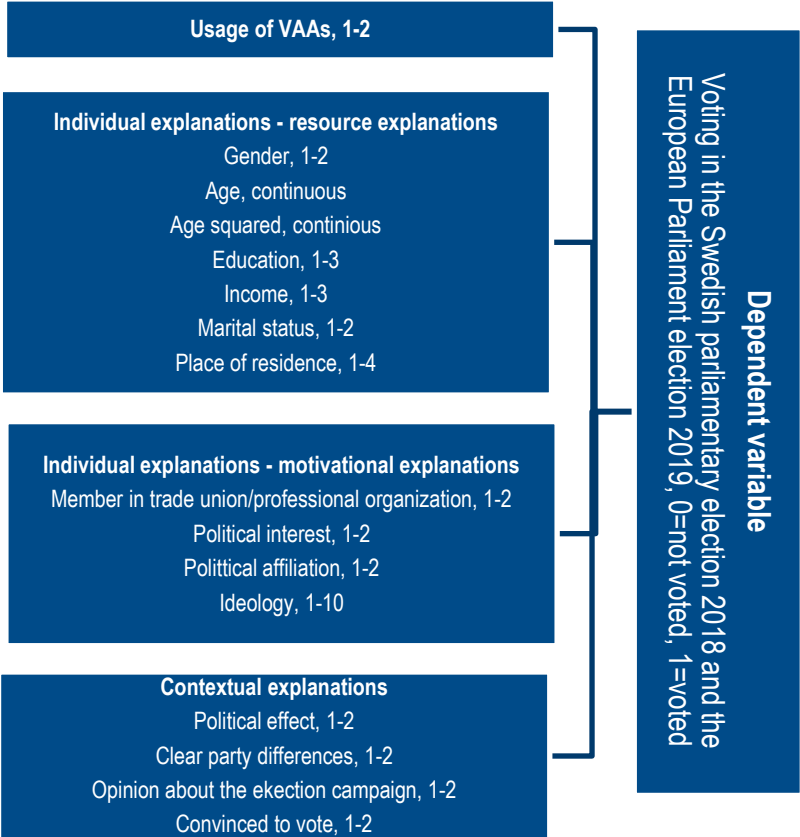 Usage of VAAs, 1-2
Individual explanations - resource explanations
Gender, 1-2
Age, continuous
Age squared, continious
Education, 1-3
Income, 1-3
Marital status, 1-2
Place of residence, 1-4
Individual explanations - motivational explanations
Member in trade union/professional organization, 1-2
Political interest, 1-2
Polittical affiliation, 1-2
Ideology, 1-10
Contextual explanations
Political effect, 1-2
Clear party differences, 1-2
Opinion about the ekection campaign, 1-2
Convinced to vote, 1-2
Dependent variable
Voting in the Swedish parliamentary election 2018 and the
European Parliament election 2019, 0=not voted, 1=voted